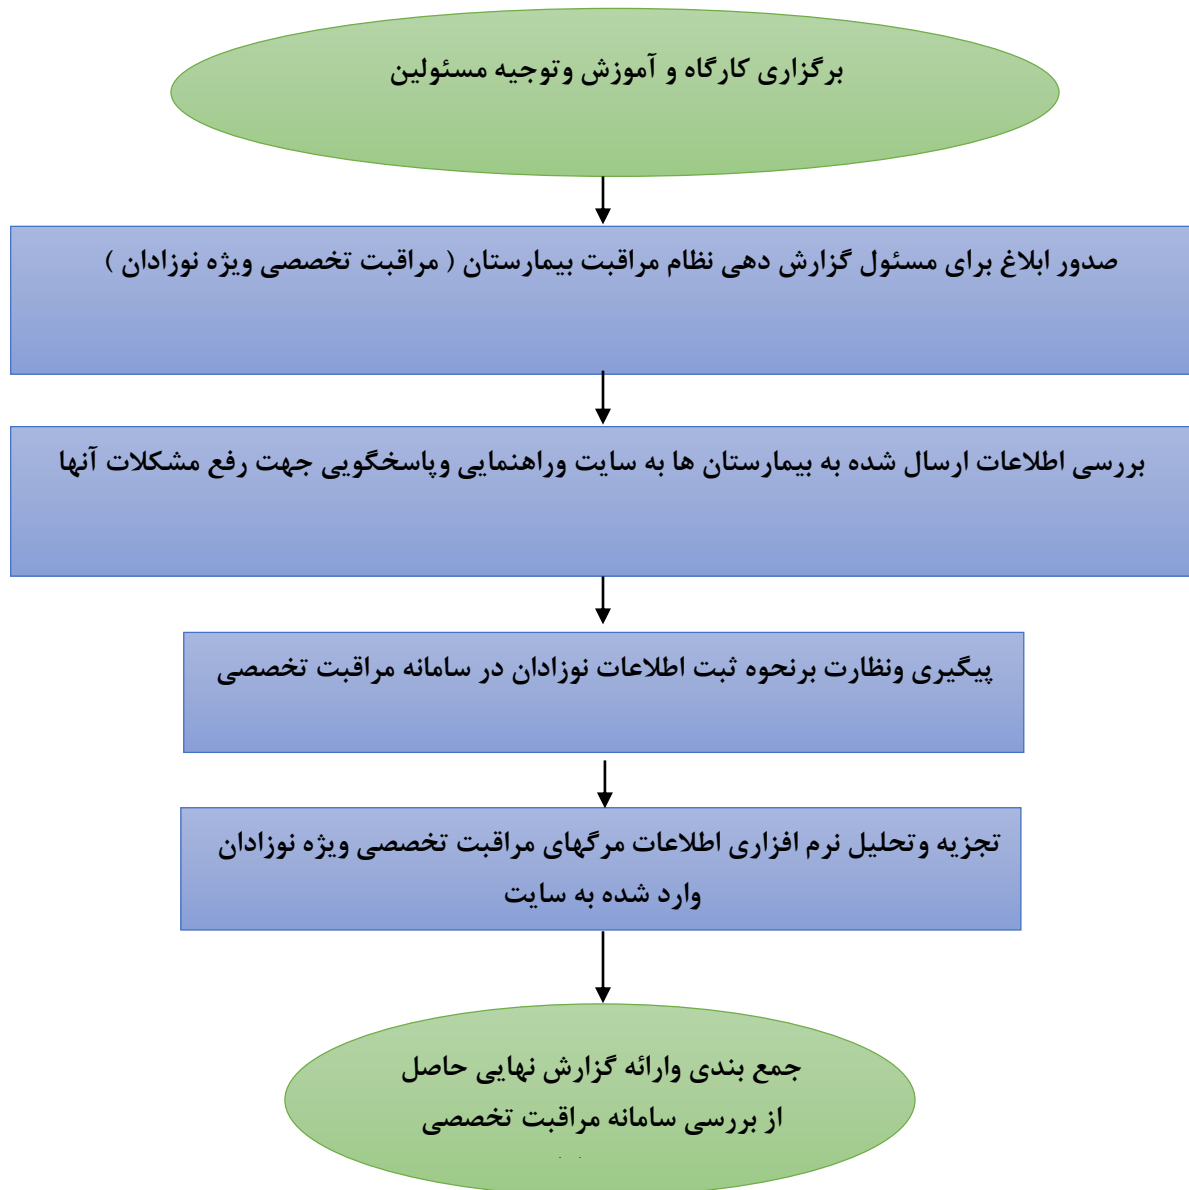 برگزاری کارگاه و آموزش وتوجیه مسئولین
صدور ابلاغ برای مسئول گزارش دهی نظام مراقبت بیمارستان ( مراقبت تخصصی ویژه نوزادان )
بررسی اطلاعات ارسال شده به بیمارستان ها به سایت وراهنمایی وپاسخگویی جهت رفع مشکلات آنها
پیگیری ونظارت برنحوه ثبت اطلاعات نوزادان در سامانه مراقبت تخصصی
تجزیه وتحلیل نرم افزاری اطلاعات مرگهای مراقبت تخصصی ویژه نوزادان
وارد شده به سایت
جمع بندی وارائه گزارش نهایی حاصل
از بررسی سامانه مراقبت تخصصی